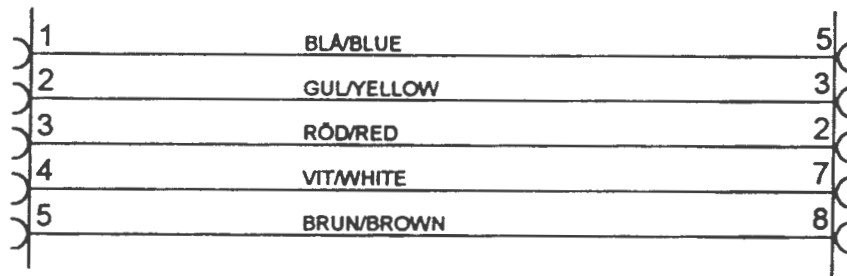 1 BLÅ/BLUE 5
2 GUL/YELLOW 3
3 RÖD/RED 2
4 VIT/WHITE 7
5 BRUN/BROWN 8